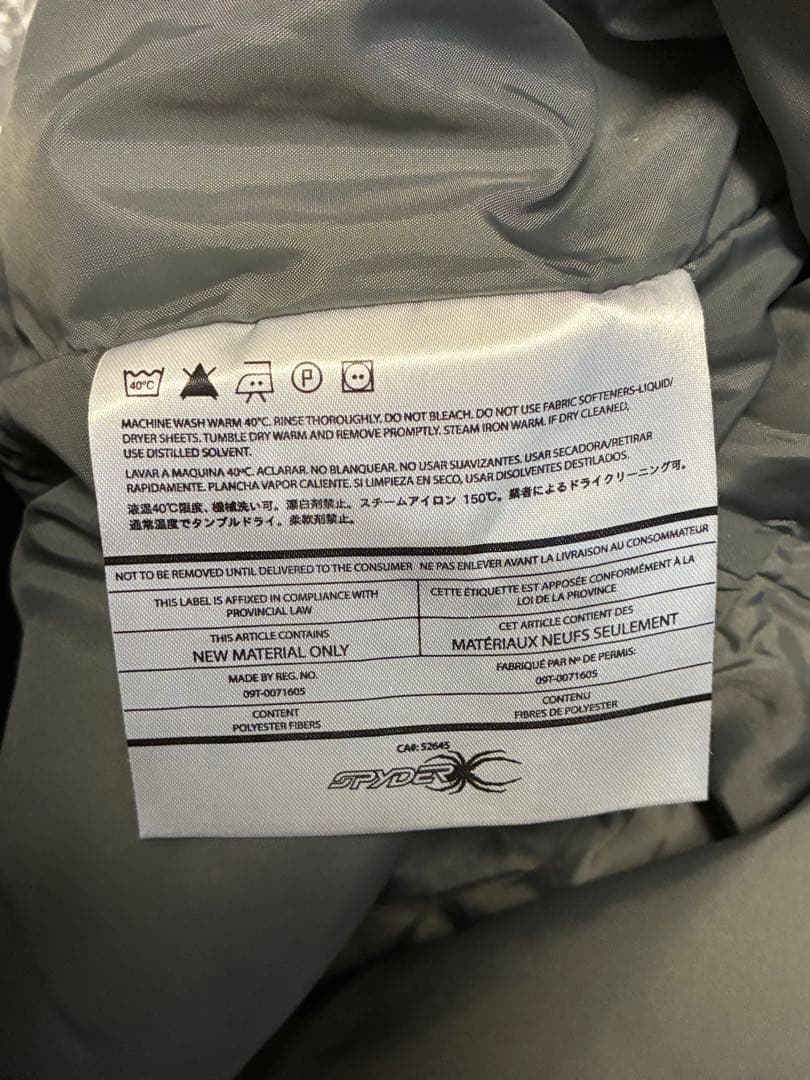 40°C P
MACHINE WASH WARM 40°C. RINSE THOROUGHLY. DO NOT BLEACH. DO NOT USE FABRIC SOFTENERS-LIQUID/
DRYER SHEETS. TUMBLE DRY WARM AND REMOVE PROMPTLY. STEAM IRON WARM. IF DRY CLEANED,
USE DISTILLED SOLVENT.
LAVAR A MAQUINA 40°C. ACLARAR. NO BLANQUEAR. NO USAR SUAVIZANTES. USAR SECADORA/RETIRAR
RAPIDAMENTE. PLANCHA VAPOR CALIENTE. SI LIMPIEZA EN SECO, USAR DISOLVENTES DESTILADOS.
液温40℃限度、機械洗い可。漂白剤禁止。スチームアイロン 150℃。業者によるドライクリーニング可。
通常温度でタンブルドライ。柔軟剤禁止。
NOT TO BE REMOVED UNTIL DELIVERED TO THE CONSUMER NE PAS ENLEVER AVANT LA LIVRAISON AU CONSOMMATEUR
THIS LABEL IS AFFIXED IN COMPLIANCE WITH
PROVINCIAL LAW
CETTE ÉTIQUETTE EST APPOSÉE CONFORMÉMENT À LA
LOI DE LA PROVINCE
THIS ARTICLE CONTAINS
NEW MATERIAL ONLY
CET ARTICLE CONTIENT DES
MATÉRIAUX NEUFS SEULEMENT
MADE BY REG. NO.
09T-0071605
FABRIQUÉ PAR Nº DE PERMIS:
09T-0071605
CONTENT
POLYESTER FIBERS
CONTENU
FIBRES DE POLYESTER
CA#: 52645
SPYDER